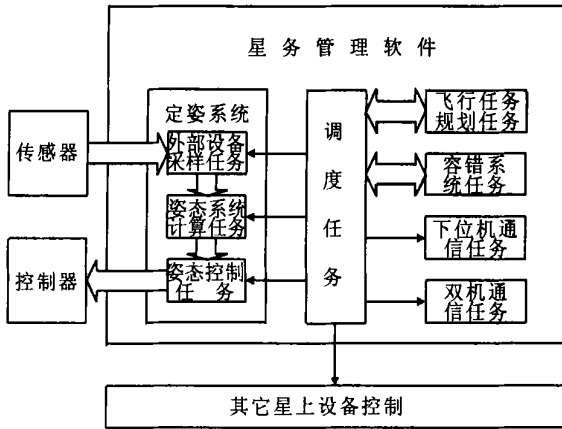 星务管理软件
定姿系统
传感器
外部设备
采样任务
姿态系统
计算任务
控制器
姿态控制
任务
调度任务
飞行任务
规划任务
容错系
统任务
下位机通
信任务
双机通
信任务
其它星上设备控制